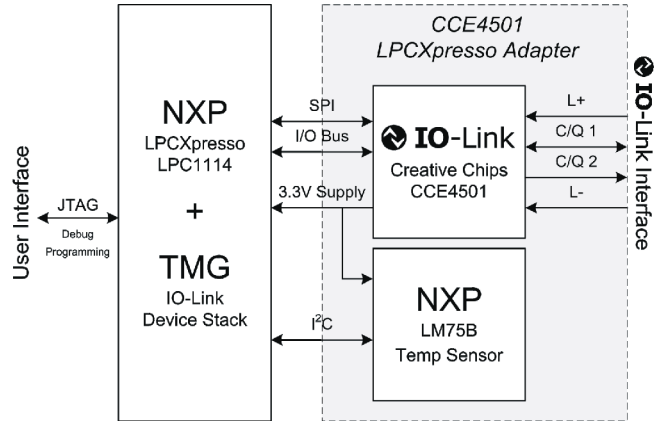 CCE4501
LPCXpresso Adapter
NXP
LPCXpresso
LPC1114
+
TMG
IO-Link
Device Stack
User Interface
JTAG
Debug
Programming
SPI
I/O Bus
3.3V Supply
I²C
IO-Link
Creative Chips
CCE4501
NXP
LM75B
Temp Sensor
L+
C/Q 1
C/Q 2
L-
IO-Link Interface